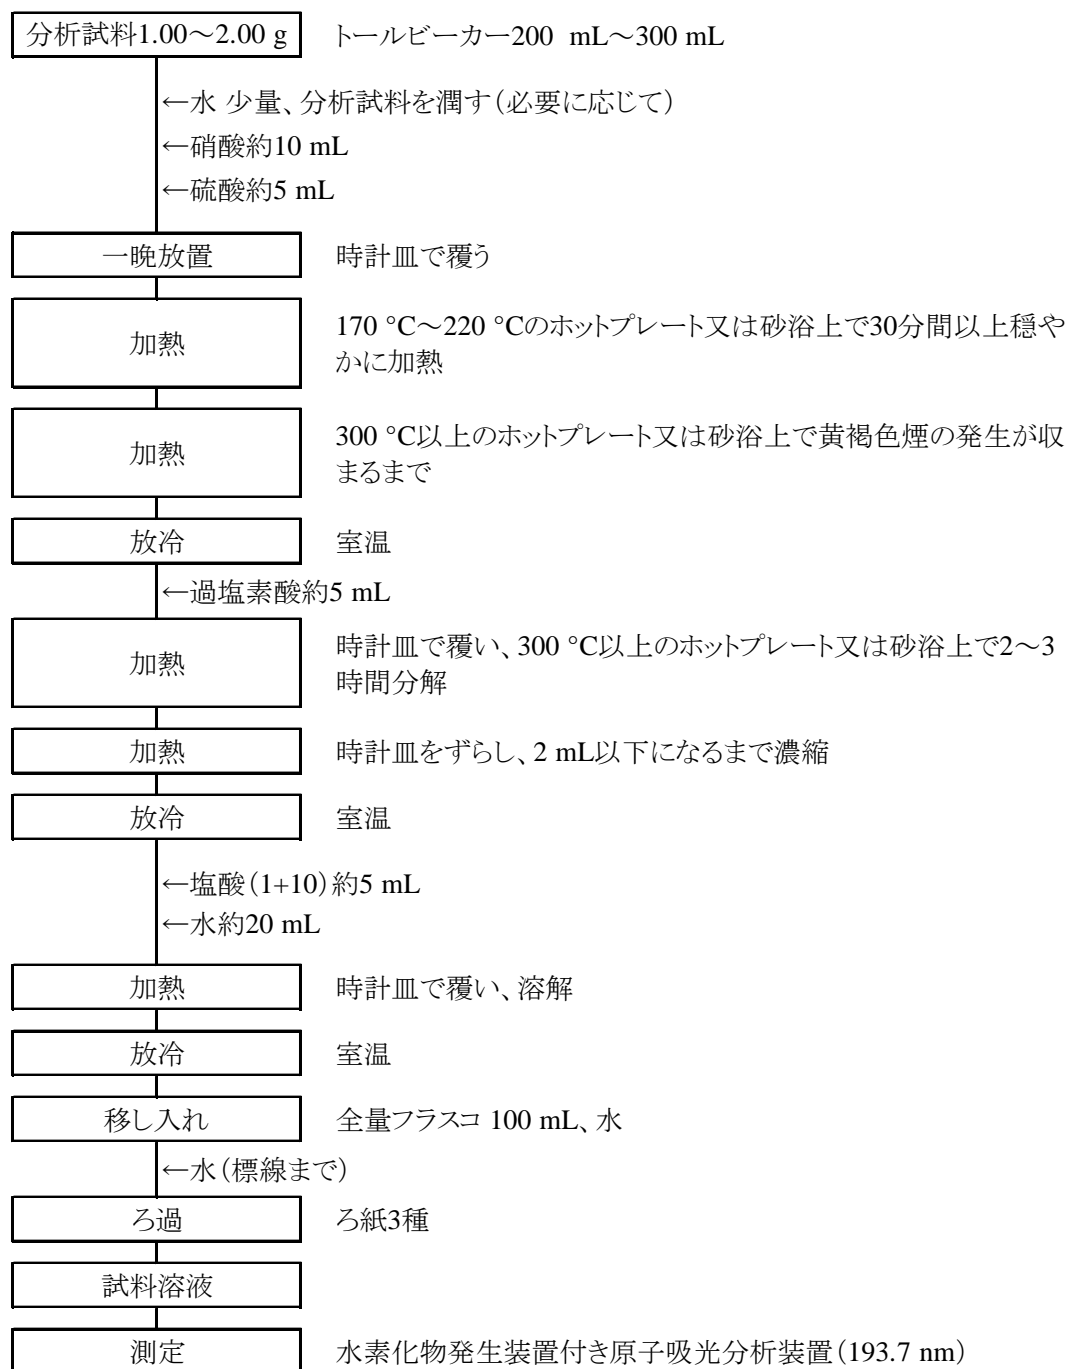 分析試料1.00～2.00 g　トールビーカー200 mL～300 mL
←水 少量、分析試料を潤す（必要に応じて）
←硝酸約10 mL
←硫酸約5 mL
一晩放置　時計皿で覆う
加熱　170 °C～220 °Cのホットプレート又は砂浴上で30分間以上穏や
かに加熱
加熱　300 °C以上のホットプレート又は砂浴上で黄褐色煙の発生が収
まるまで
放冷　室温
←過塩素酸約5 mL
加熱　時計皿で覆い、300 °C以上のホットプレート又は砂浴上で2～3
時間分解
加熱　時計皿をずらし、2 mL以下になるまで濃縮
放冷　室温
←塩酸（1+10）約5 mL
←水約20 mL
加熱　時計皿で覆い、溶解
放冷　室温
移し入れ　全量フラスコ 100 mL、水
←水（標線まで）
ろ過　ろ紙3種
試料溶液
測定　水素化物発生装置付き原子吸光分析装置（193.7 nm）